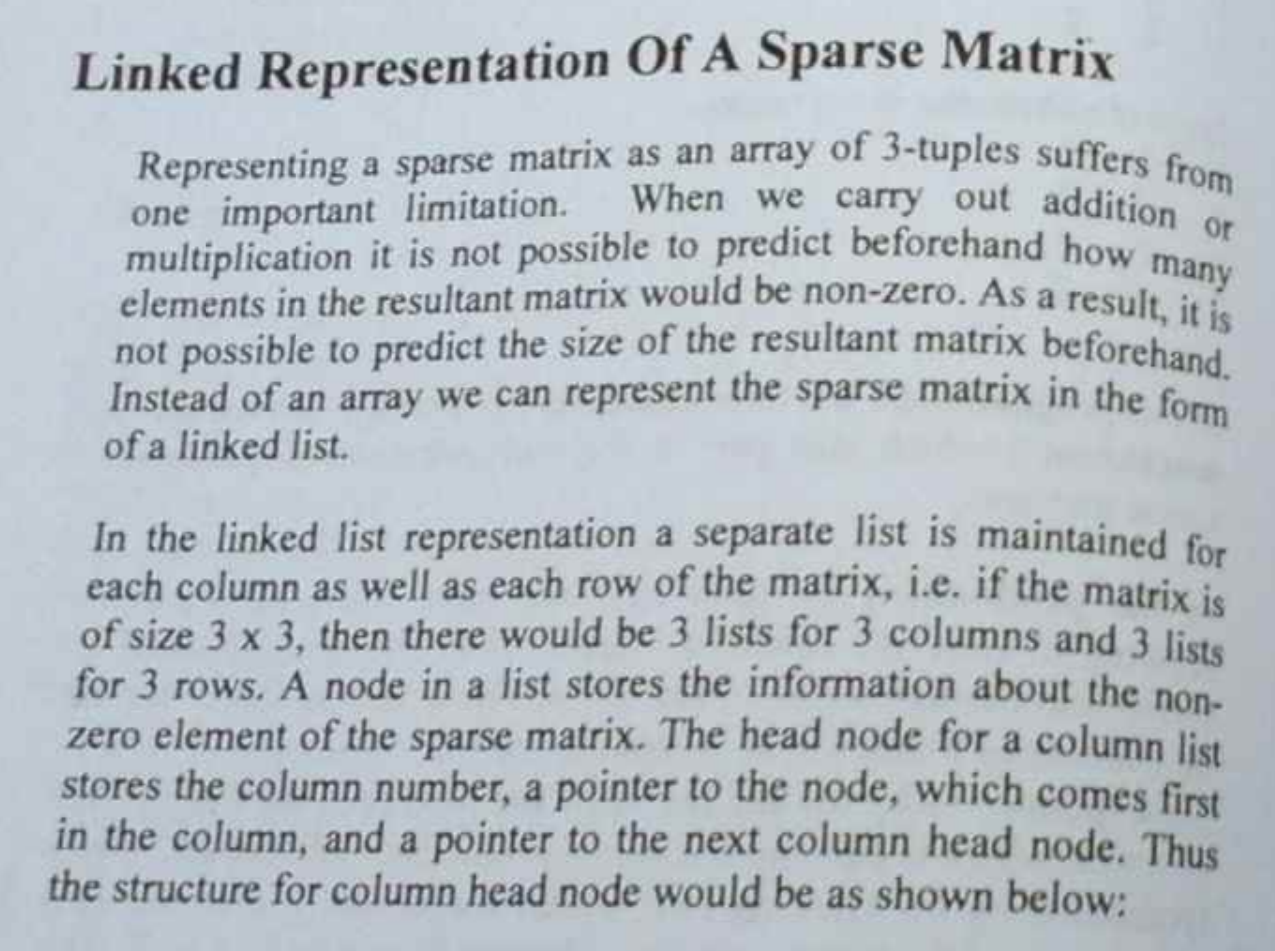 Linked Representation Of A Sparse Matrix
Representing a sparse matrix as an array of 3-tuples suffers from
one important limitation. When we carry out addition or
multiplication it is not possible to predict beforehand how many
elements in the resultant matrix would be non-zero. As a result, it is
not possible to predict the size of the resultant matrix beforehand.
Instead of an array we can represent the sparse matrix in the form
of a linked list.
In the linked list representation a separate list is maintained for
each column as well as each row of the matrix, i.e. if the matrix is
of size 3 x 3, then there would be 3 lists for 3 columns and 3 lists
for 3 rows. A node in a list stores the information about the non-
zero element of the sparse matrix. The head node for a column list
stores the column number, a pointer to the node, which comes first
in the column, and a pointer to the next column head node. Thus
the structure for column head node would be as shown below: